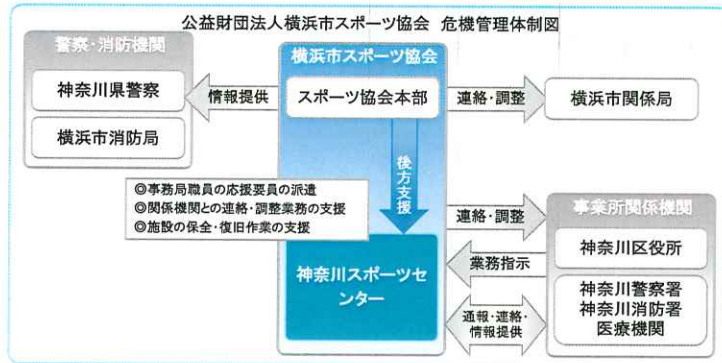 公益財団法人横浜市スポーツ協会 危機管理体制図
警察・消防機関
神奈川県警察
横浜市消防局
情報提供
横浜市スポーツ協会
スポーツ協会本部
連絡・調整
横浜市関係局
後方支援
◎事務局職員の応援要員の派遣
◎関係機関との連絡・調整業務の支援
◎施設の保全・復旧作業の支援
神奈川スポーツセ
ンター
連絡・調整
業務指示
通報・連絡・
情報提供
事業所関係機関
神奈川区役所
神奈川警察署
神奈川消防署
医療機関